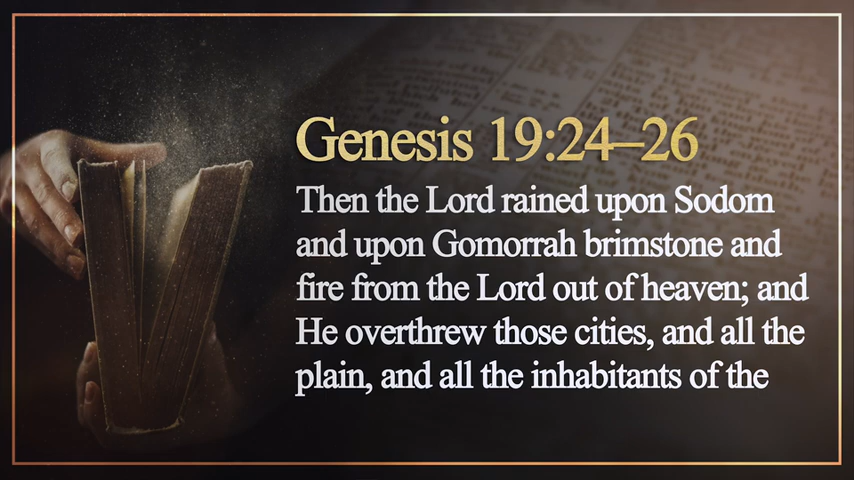 Genesis 19:24–26
Then the Lord rained upon Sodom
and upon Gomorrah brimstone and
fire from the Lord out of heaven; and
He overthrew those cities, and all the
plain, and all the inhabitants of the